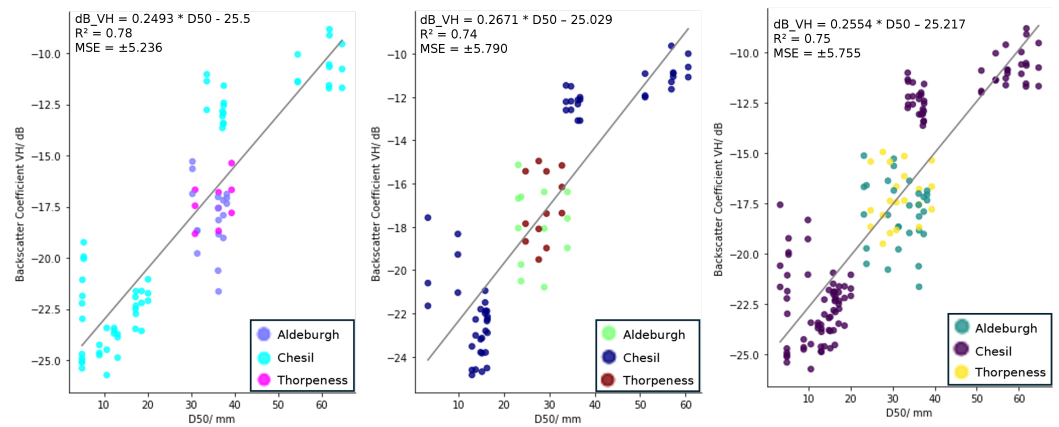 dB_VH = 0.2493 * D50 - 25.5
R² = 0.78
MSE = ±5.236
Backscatter Coefficient VH/ dB
−10.0
−12.5
−15.0
−17.5
−20.0
−22.5
−25.0
10
20
30
40
50
60
D50/ mm
Aldeburgh
Chesil
Thorpeness
dB_VH = 0.2671 * D50 – 25.029
R² = 0.74
MSE = ±5.790
Backscatter Coefficient VH/ dB
−10
−12
−14
−16
−18
−20
−22
−24
10
20
30
40
50
60
D50/ mm
Aldeburgh
Chesil
Thorpeness
dB_VH = 0.2554 * D50 – 25.217
R² = 0.75
MSE = ±5.755
Backscatter Coefficient VH/ dB
−10.0
−12.5
−15.0
−17.5
−20.0
−22.5
−25.0
10
20
30
40
50
60
D50/ mm
Aldeburgh
Chesil
Thorpeness